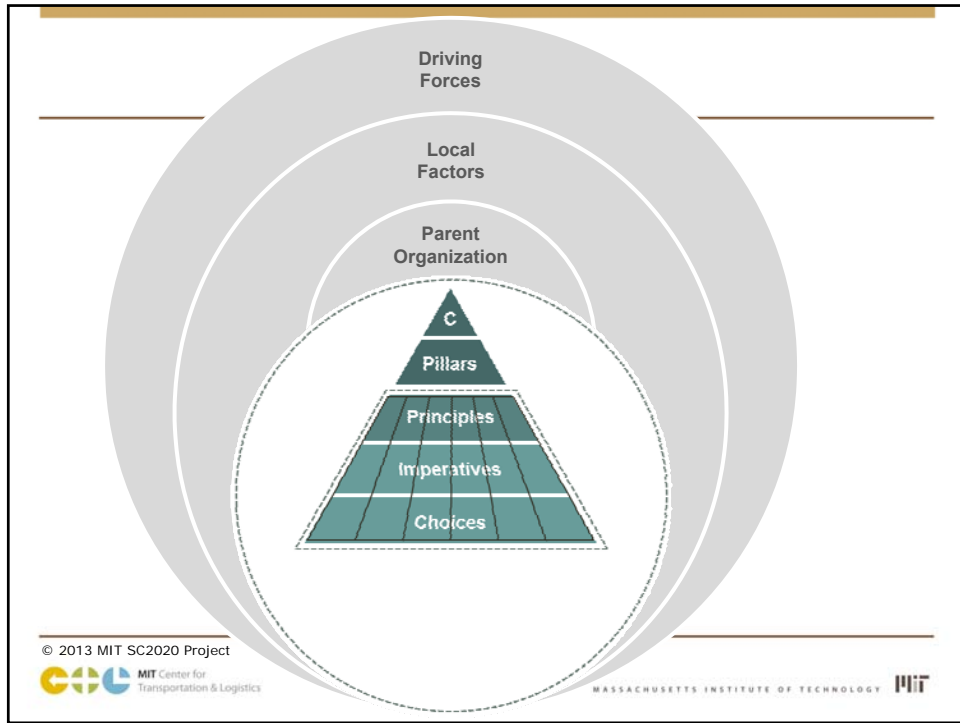 Driving
Forces
Local
Factors
Parent
Organization
C
Pillars
Principles
Imperatives
Choices
© 2013 MIT SC2020 Project
MIT Center for
Transportation & Logistics
MASSACHUSETTS INSTITUTE OF TECHNOLOGY